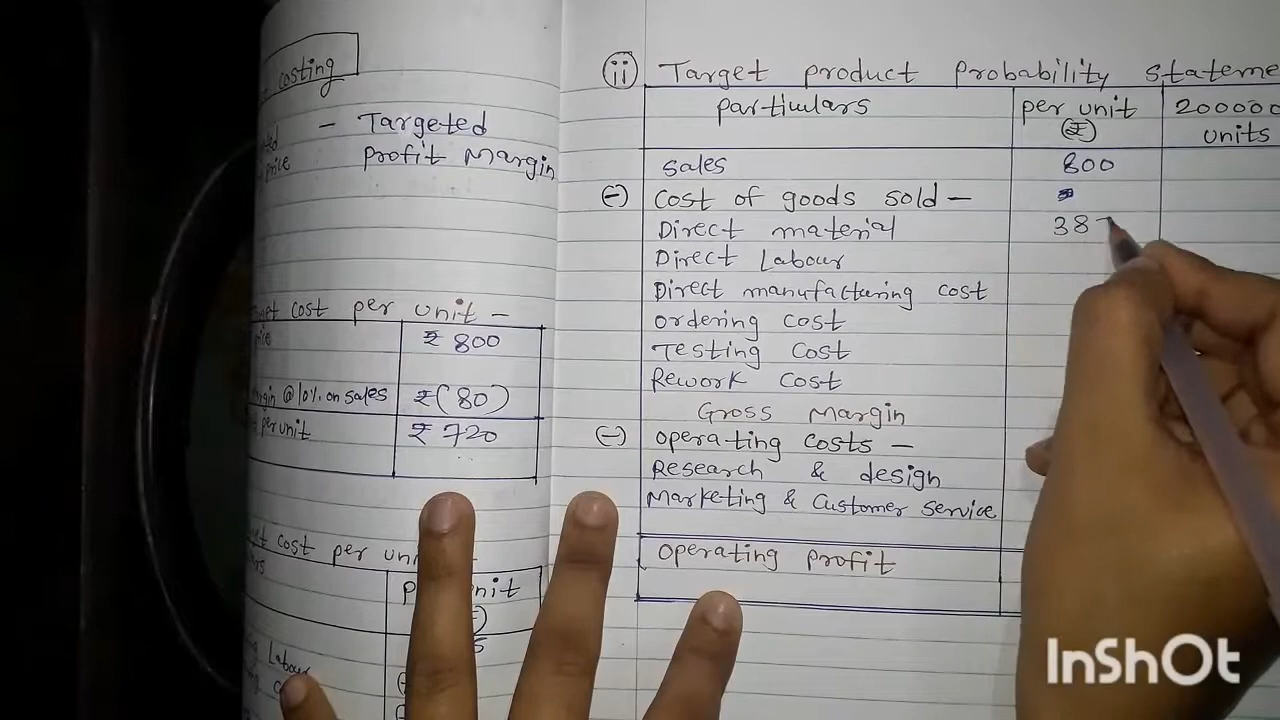 costing
- Targeted
price Profit Margin
cost per unit -
price ₹ 800
@ 10% on sales ₹ (80)
per unit ₹ 720
cost per
Labour
ii Target product Probability stateme
particulars per unit (₹) 200000 units
sales 800
(-) Cost of goods sold -
Direct material 38
Direct Labour
Direct manufacturing cost
ordering cost
Testing cost
Rework cost
Gross Margin
(-) operating costs -
Research & design
Marketing & Customer service
operating profit
InShOt